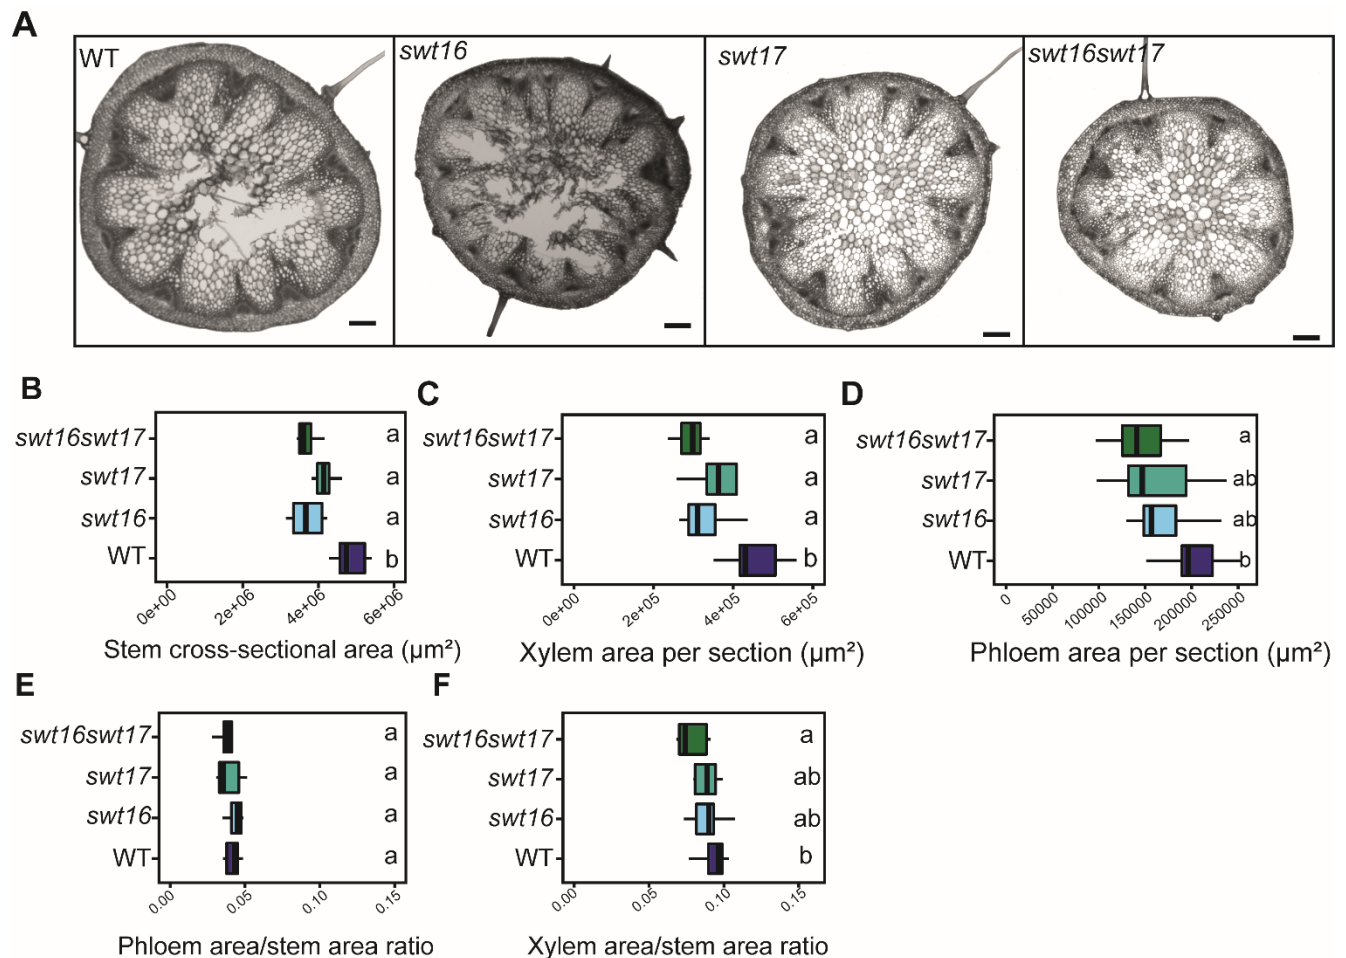 A
WT
swt16
swt17
swt16swt17
B
swt16swt17
swt17
swt16
WT
a
a
a
b
0e+00
2e+06
4e+06
6e+06
Stem cross-sectional area (µm²)
C
swt16swt17
swt17
swt16
WT
a
a
a
b
0e+00
2e+05
4e+05
6e+05
Xylem area per section (µm²)
D
swt16swt17
swt17
swt16
WT
a
ab
ab
b
0
50000
100000
150000
200000
250000
Phloem area per section (µm²)
E
swt16swt17
swt17
swt16
WT
a
a
a
a
0.00
0.05
0.10
0.15
Phloem area/stem area ratio
F
swt16swt17
swt17
swt16
WT
a
ab
ab
b
0.00
0.05
0.10
0.15
Xylem area/stem area ratio